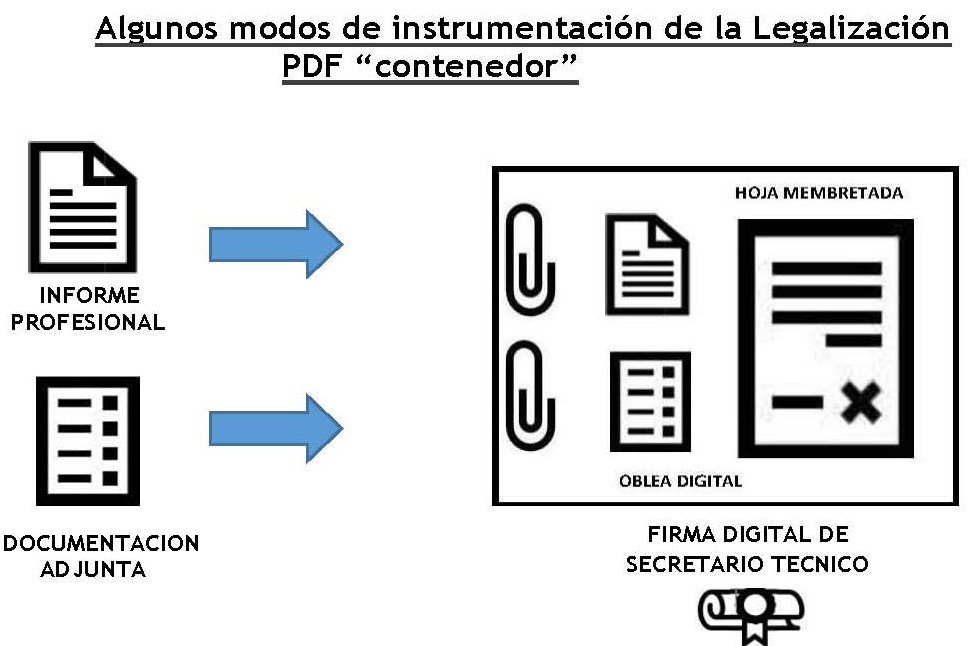 Algunos modos de instrumentación de la Legalización
PDF “contenedor”
INFORME
PROFESIONAL
DOCUMENTACION
ADJUNTA
HOJA MEMBRETADA
OBLEA DIGITAL
FIRMA DIGITAL DE
SECRETARIO TECNICO